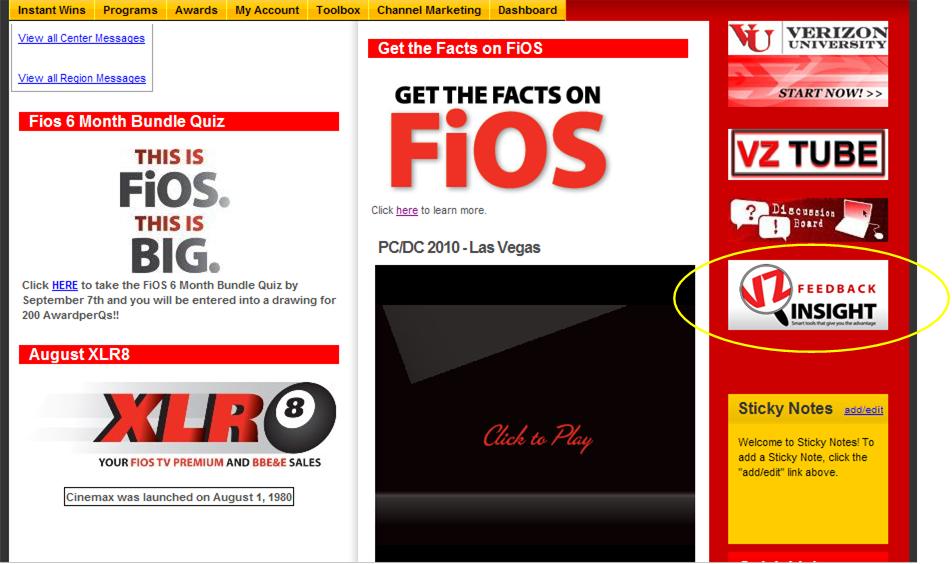 Instant Wins Programs Awards My Account Toolbox Channel Marketing Dashboard
View all Center Messages
View all Region Messages
Fios 6 Month Bundle Quiz
THIS IS
FiOS.
THIS IS
BIG.
Click HERE to take the FiOS 6 Month Bundle Quiz by
September 7th and you will be entered into a drawing for
200 AwardperQs!!
August XLR8
XLR 8
YOUR FIOS TV PREMIUM AND BBE&E SALES
Cinemax was launched on August 1, 1980
Get the Facts on FiOS
GET THE FACTS ON
FiOS
Click here to learn more.
PC/DC 2010 - Las Vegas
Click to Play
VU VERIZON
UNIVERSITY
START NOW! >>
VZ TUBE
? ! Discussion
Board
VZ FEEDBACK
INSIGHT
Smart tools that give you the advantage
Sticky Notes add/edit
Welcome to Sticky Notes! To
add a Sticky Note, click the
"add/edit" link above.